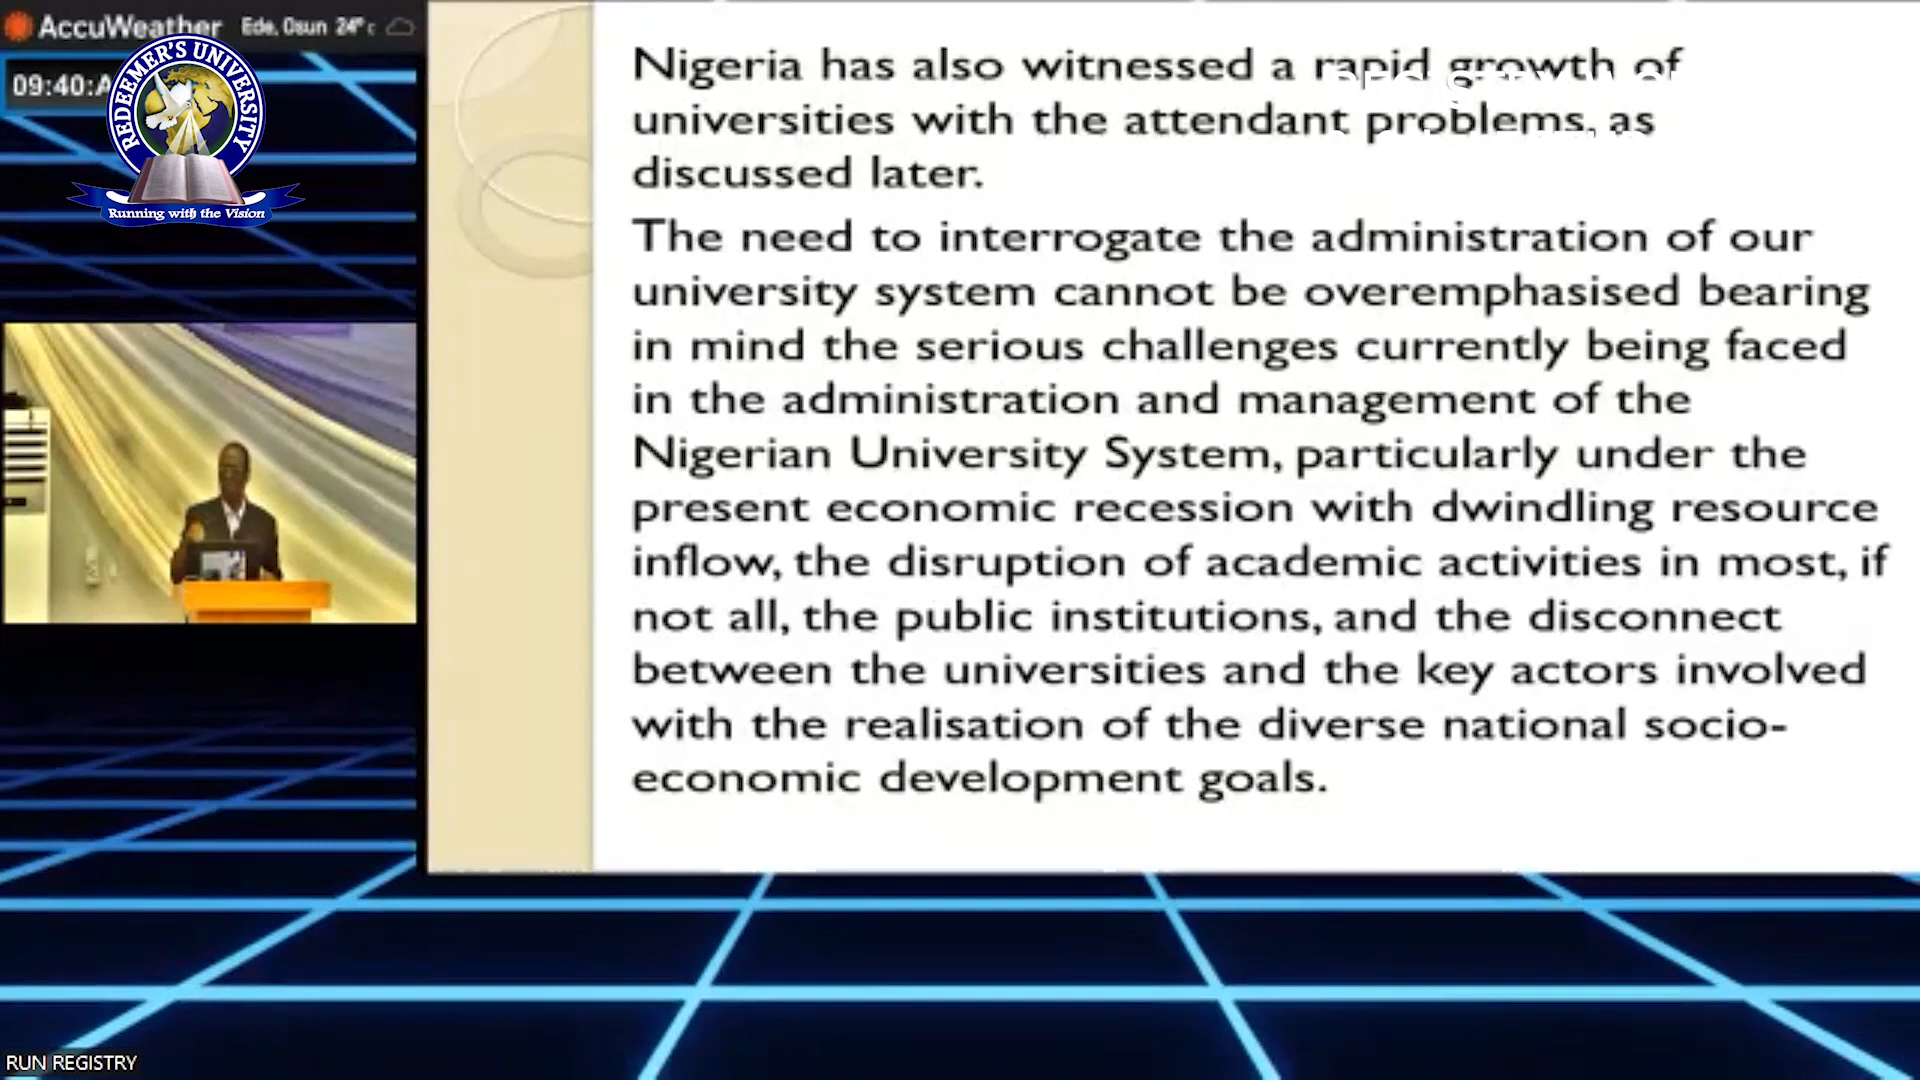 AccuWeather Ede, Osun 24°c
09:40:A
REDEEMER'S UNIVERSITY
Running with the Vision
Nigeria has also witnessed a rapid growth of
universities with the attendant problems as
discussed later.
The need to interrogate the administration of our
university system cannot be overemphasised bearing
in mind the serious challenges currently being faced
in the administration and management of the
Nigerian University System, particularly under the
present economic recession with dwindling resource
inflow, the disruption of academic activities in most, if
not all, the public institutions, and the disconnect
between the universities and the key actors involved
with the realisation of the diverse national socio-
economic development goals.
RUN REGISTRY